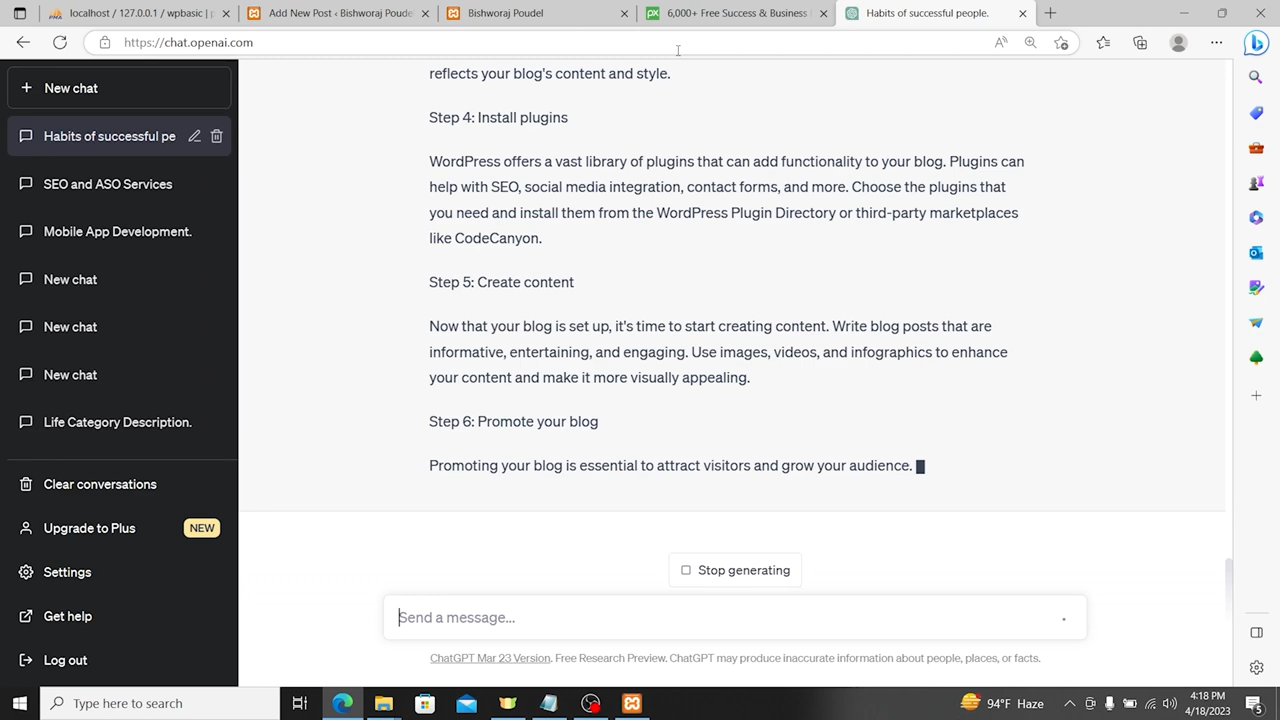 localhost / 127.0.0.1 / wpbasic | p
Add New Post ‹ Bishworaj Poude
Bishworaj Poudel
6,000+ Free Success & Business
Habits of successful people.
https://chat.openai.com
New chat
Habits of successful pe
SEO and ASO Services
Mobile App Development.
New chat
New chat
New chat
Life Category Description.
Clear conversations
Upgrade to Plus NEW
Settings
Get help
Log out
reflects your blog's content and style.
Step 4: Install plugins
WordPress offers a vast library of plugins that can add functionality to your blog. Plugins can
help with SEO, social media integration, contact forms, and more. Choose the plugins that
you need and install them from the WordPress Plugin Directory or third-party marketplaces
like CodeCanyon.
Step 5: Create content
Now that your blog is set up, it's time to start creating content. Write blog posts that are
informative, entertaining, and engaging. Use images, videos, and infographics to enhance
your content and make it more visually appealing.
Step 6: Promote your blog
Promoting your blog is essential to attract visitors and grow your audience.
Stop generating
Send a message...
ChatGPT Mar 23 Version. Free Research Preview. ChatGPT may produce inaccurate information about people, places, or facts.
Type here to search
94°F Haze
4:18 PM
4/18/2023
5